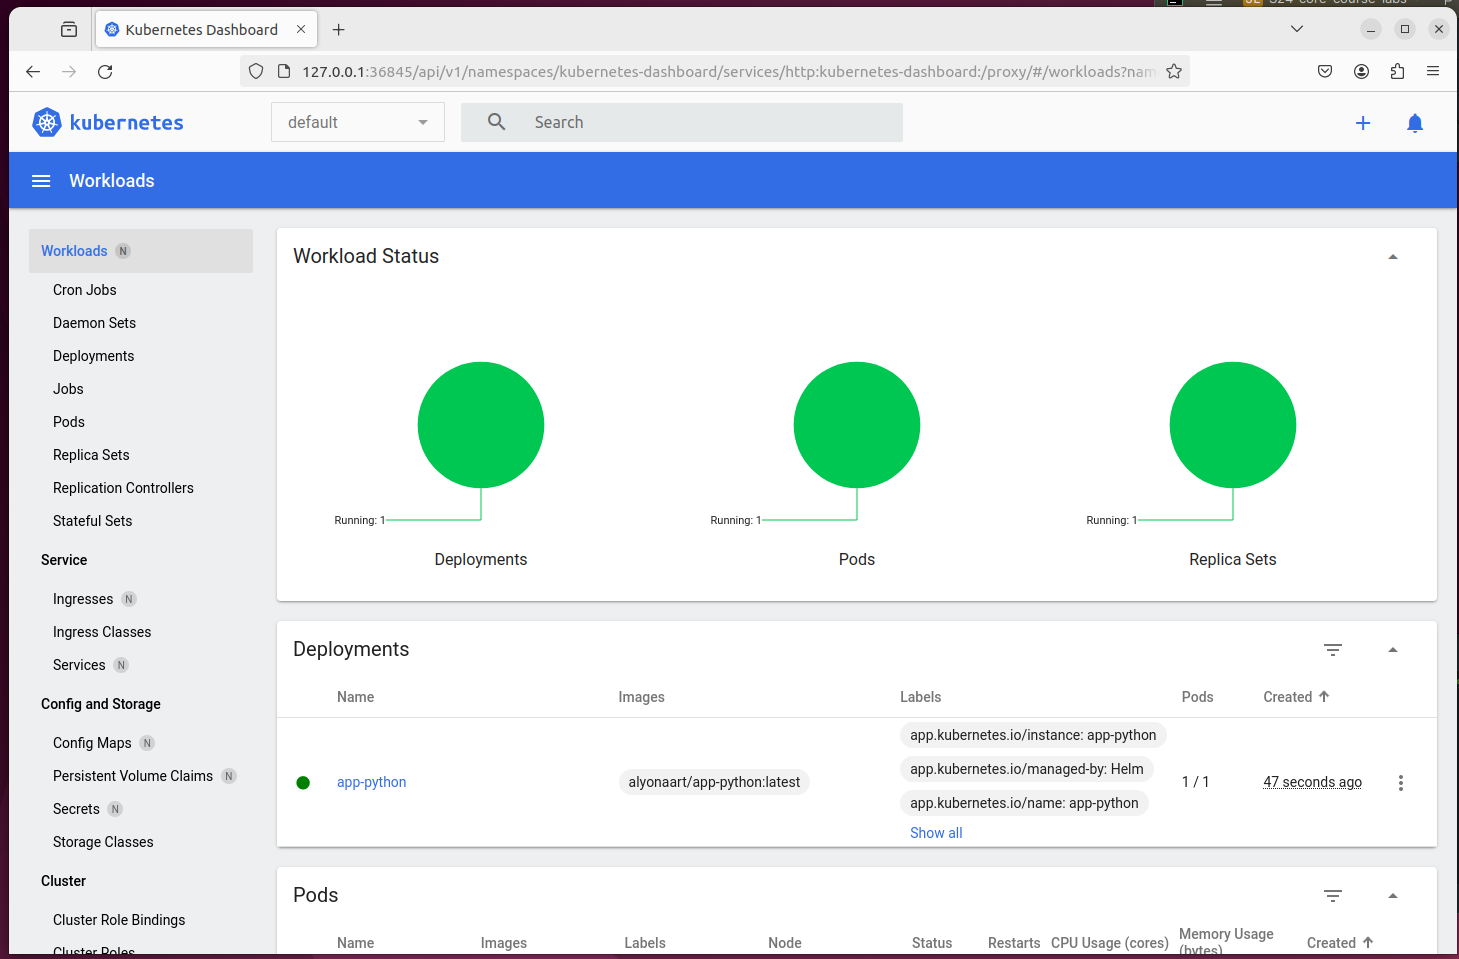 Kubernetes Dashboard
127.0.0.1:36845/api/v1/namespaces/kubernetes-dashboard/services/http:kubernetes-dashboard:/proxy/#/workloads?nam
kubernetes
default
Search
Workloads
Workloads N
Cron Jobs
Daemon Sets
Deployments
Jobs
Pods
Replica Sets
Replication Controllers
Stateful Sets
Service
Ingresses N
Ingress Classes
Services N
Config and Storage
Config Maps N
Persistent Volume Claims N
Secrets N
Storage Classes
Cluster
Cluster Role Bindings
Cluster Roles
Workload Status
Running: 1
Deployments
Running: 1
Pods
Running: 1
Replica Sets
Deployments
Name Images Labels Pods Created
app-python
alyonaart/app-python:latest
app.kubernetes.io/instance: app-python
app.kubernetes.io/managed-by: Helm
app.kubernetes.io/name: app-python
Show all
1 / 1
47 seconds ago
Pods
Name Images Labels Node Status Restarts CPU Usage (cores) Memory Usage (bytes) Created